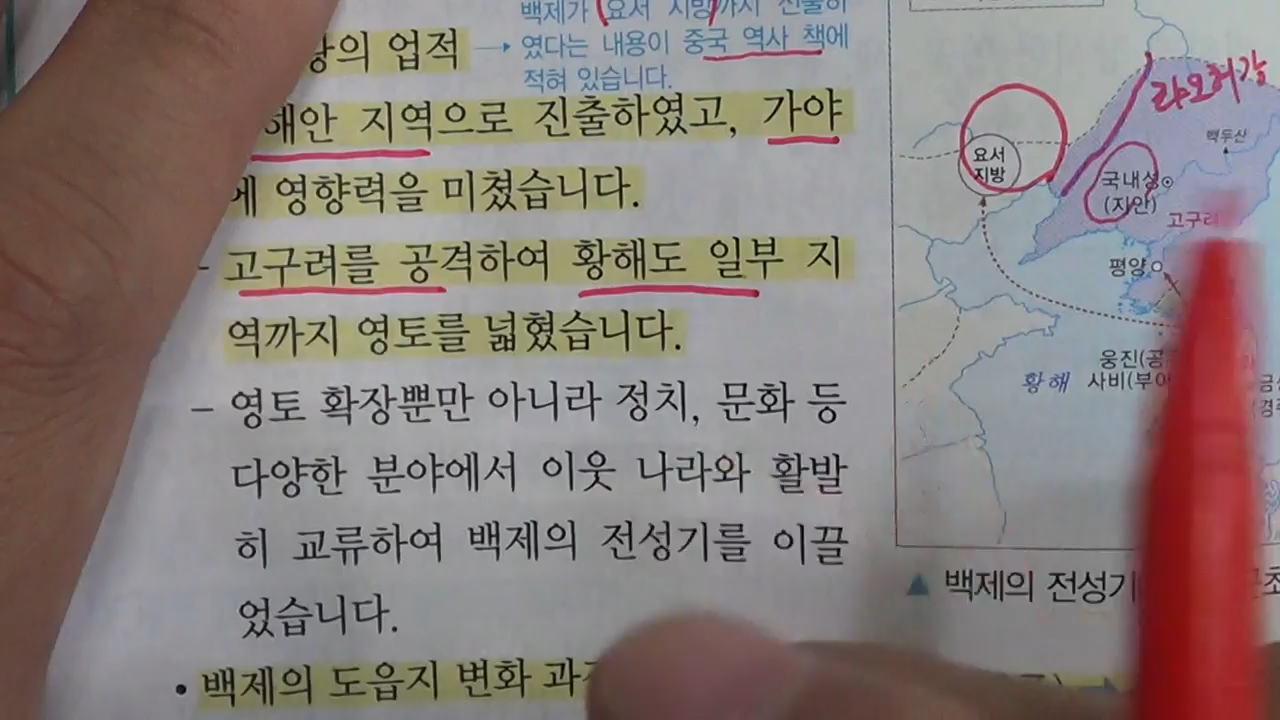 백제가 요서 지방까지 진출하
였다는 내용이 중국 역사 책에
적혀 있습니다.
왕의 업적
해안 지역으로 진출하였고, 가야
에 영향력을 미쳤습니다.
- 고구려를 공격하여 황해도 일부 지
역까지 영토를 넓혔습니다.
- 영토 확장뿐만 아니라 정치, 문화 등
다양한 분야에서 이웃 나라와 활발
히 교류하여 백제의 전성기를 이끌
었습니다.
• 백제의 도읍지 변화
랴오허강
백두산
요서
지방
국내성
(지안)
고구려
평양
웅진(공
황해
사비(부여
▲ 백제의 전성기